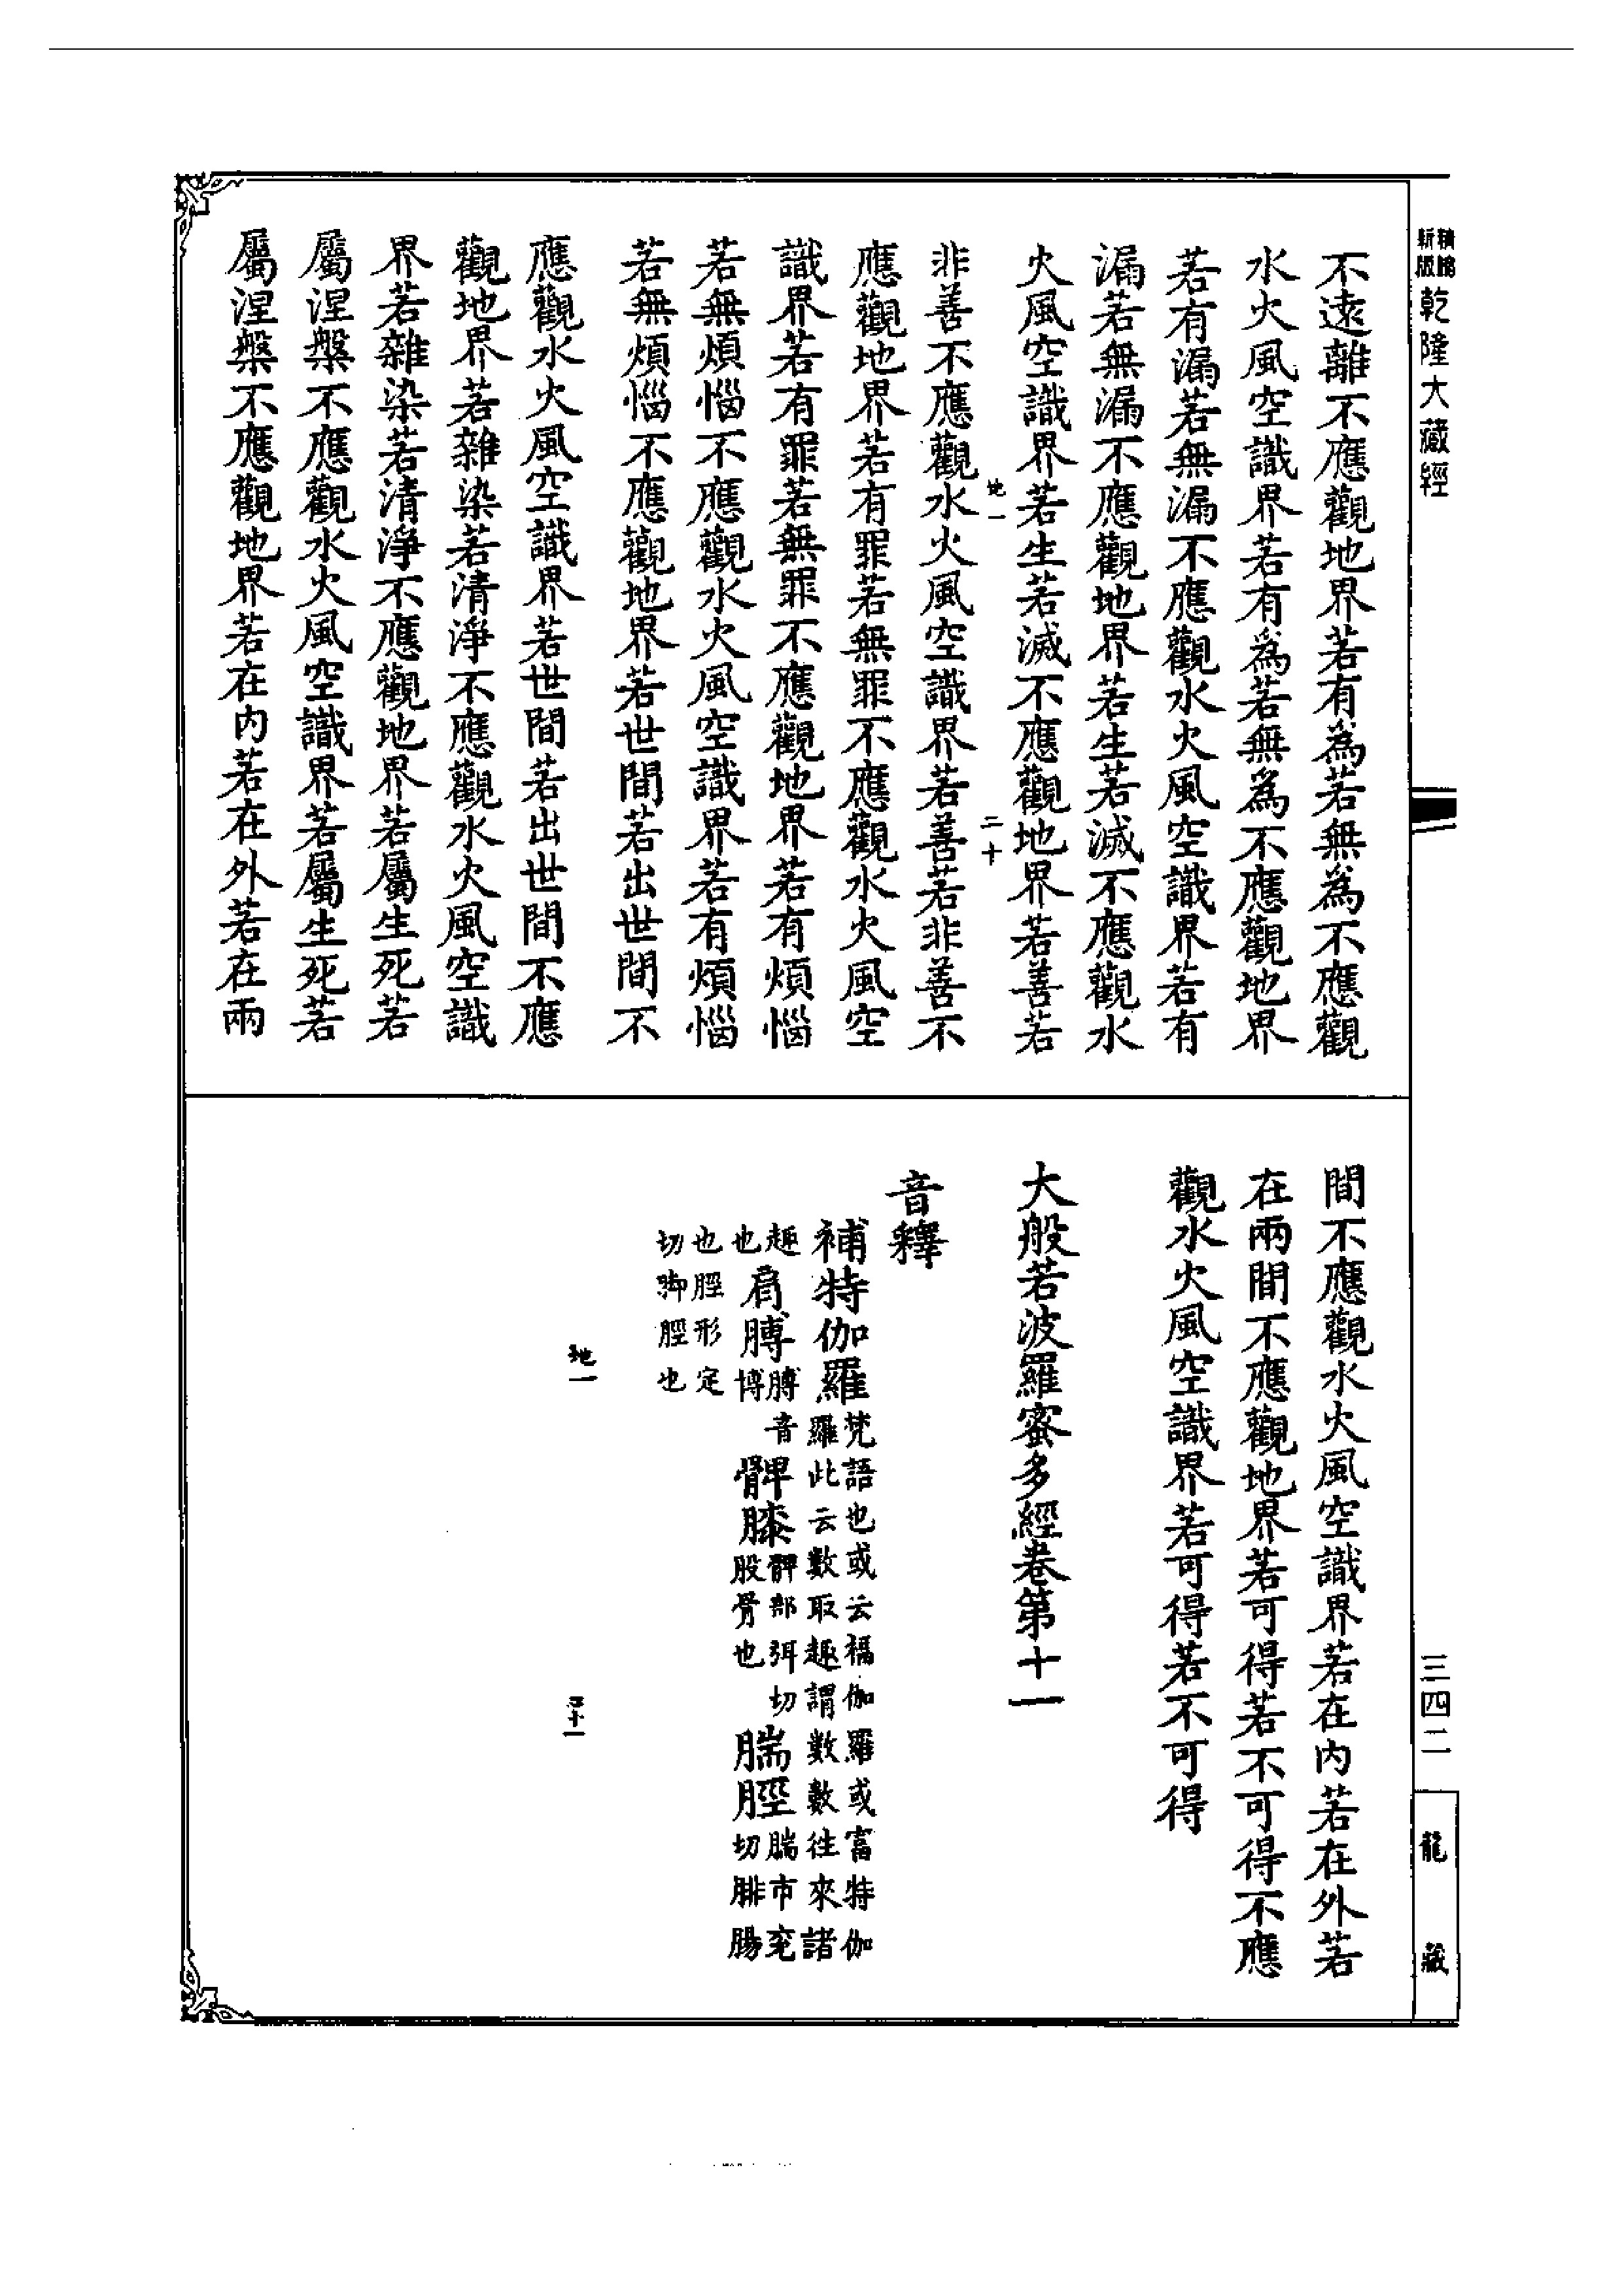 新版
精縮
乾隆大藏經
不遠離不應觀地界若有為若無為不應觀
水火風空識界若有為若無為不應觀地界
若有漏若無漏不應觀水火風空識界若有
漏若無漏不應觀地界若生若滅不應觀水
火風空識界若生若滅不應觀地界若善若
地一
二十
非善不應觀水火風空識界若善若非善不
應觀地界若有罪若無罪不應觀水火風空
識界若有罪若無罪不應觀地界若有煩惱
若無煩惱不應觀水火風空識界若有煩惱
若無煩惱不應觀地界若世間若出世間不
應觀水火風空識界若世間若出世間不應
觀地界若雜染若清淨不應觀水火風空識
界若雜染若清淨不應觀地界若屬生死若
屬涅槃不應觀水火風空識界若屬生死若
屬涅槃不應觀地界若在內若在外若在兩
間不應觀水火風空識界若在內若在外若
在兩間不應觀地界若可得若不可得不應
觀水火風空識界若可得若不可得
大般若波羅蜜多經卷第十一
音釋
補特伽羅梵語也或云福伽羅或富特伽羅此云數取趣謂數數往來諸
趣也肩膊膊音博髀膝髀部弭切股骨也腨脛腨市兖切腓腸
也脛形定切脚脛也
地一
三四二
龍藏